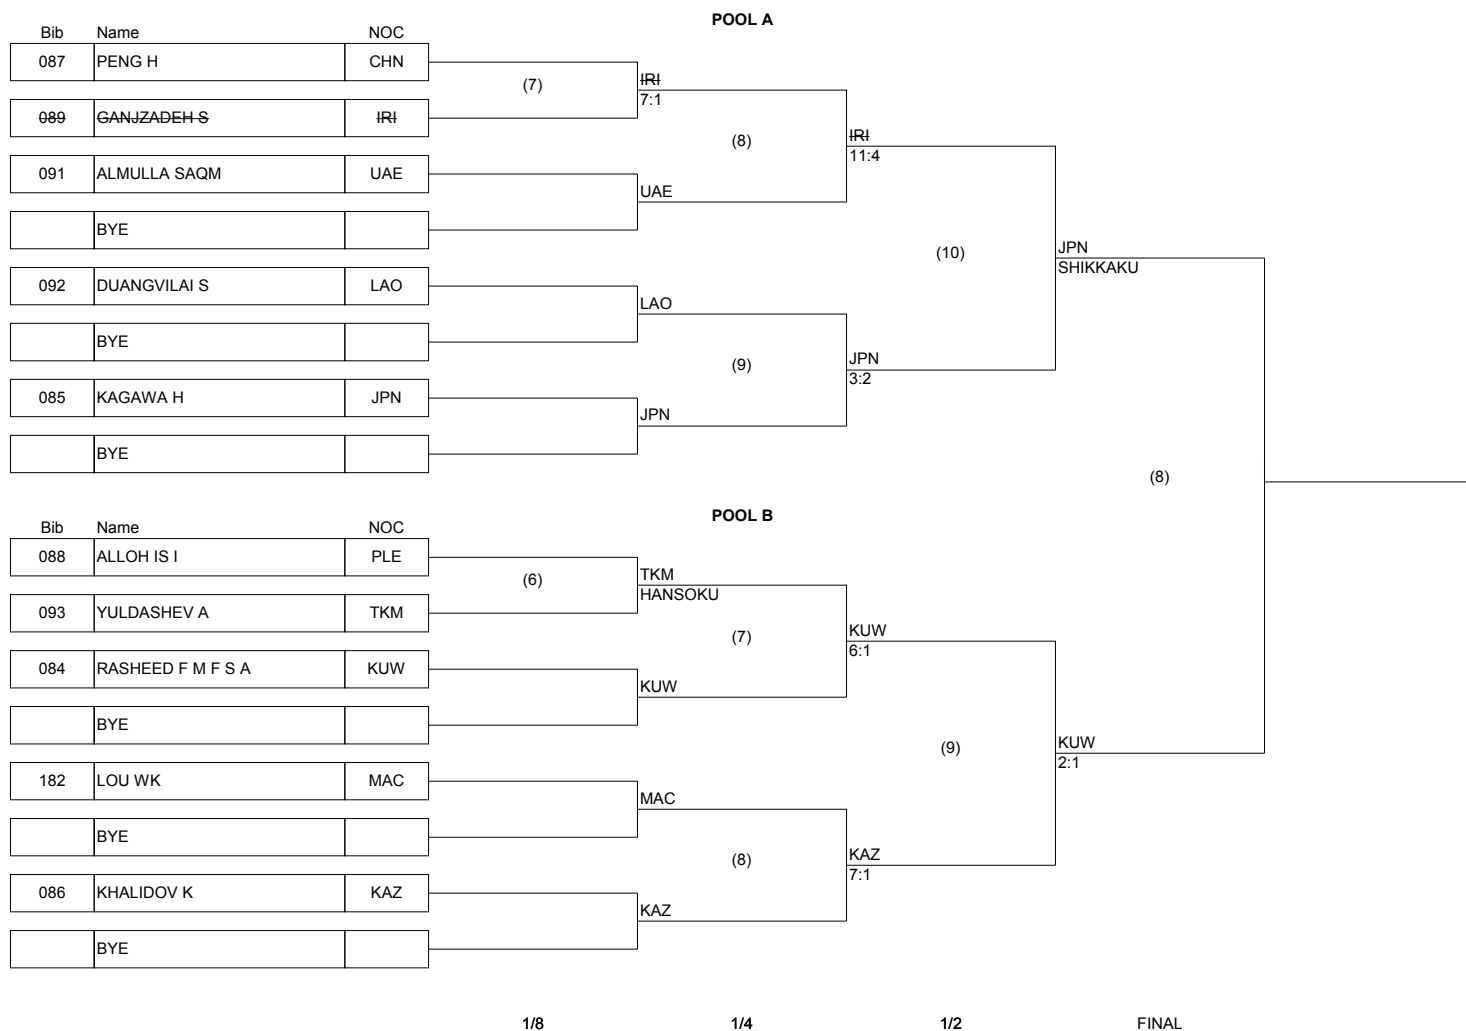 POOL A
Bib Name NOC
087 PENG H CHN
(7)
IRI
7:1
089 GANJZADEH S IRI
(8)
IRI
11:4
091 ALMULLA SAQM UAE
UAE
BYE
(10)
JPN
SHIKKAKU
092 DUANGVILAI S LAO
LAO
BYE
(9)
JPN
3:2
085 KAGAWA H JPN
JPN
BYE
(8)
POOL B
Bib Name NOC
088 ALLOH IS I PLE
(6)
TKM
HANSOKU
093 YULDASHEV A TKM
(7)
KUW
6:1
084 RASHEED F M F S A KUW
KUW
BYE
(9)
KUW
2:1
182 LOU WK MAC
MAC
BYE
(8)
KAZ
7:1
086 KHALIDOV K KAZ
KAZ
BYE
1/8 1/4 1/2 FINAL